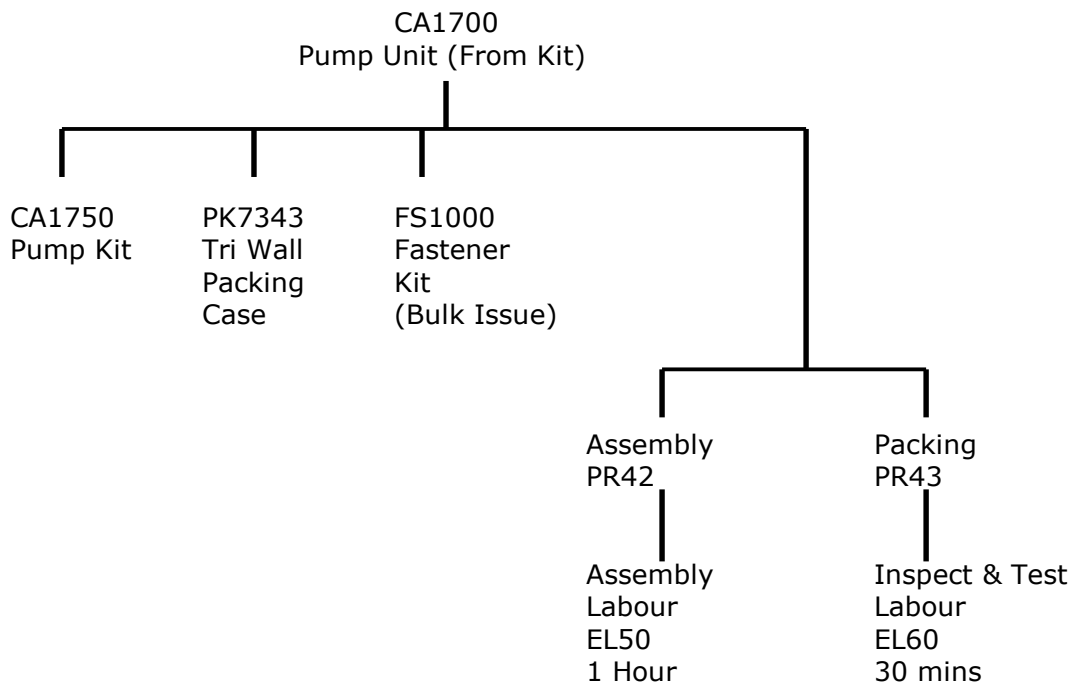 CA1700
Pump Unit (From Kit)
CA1750
Pump Kit
PK7343
Tri Wall
Packing
Case
FS1000
Fastener
Kit
(Bulk Issue)
Assembly
PR42
Packing
PR43
Assembly
Labour
EL50
1 Hour
Inspect & Test
Labour
EL60
30 mins